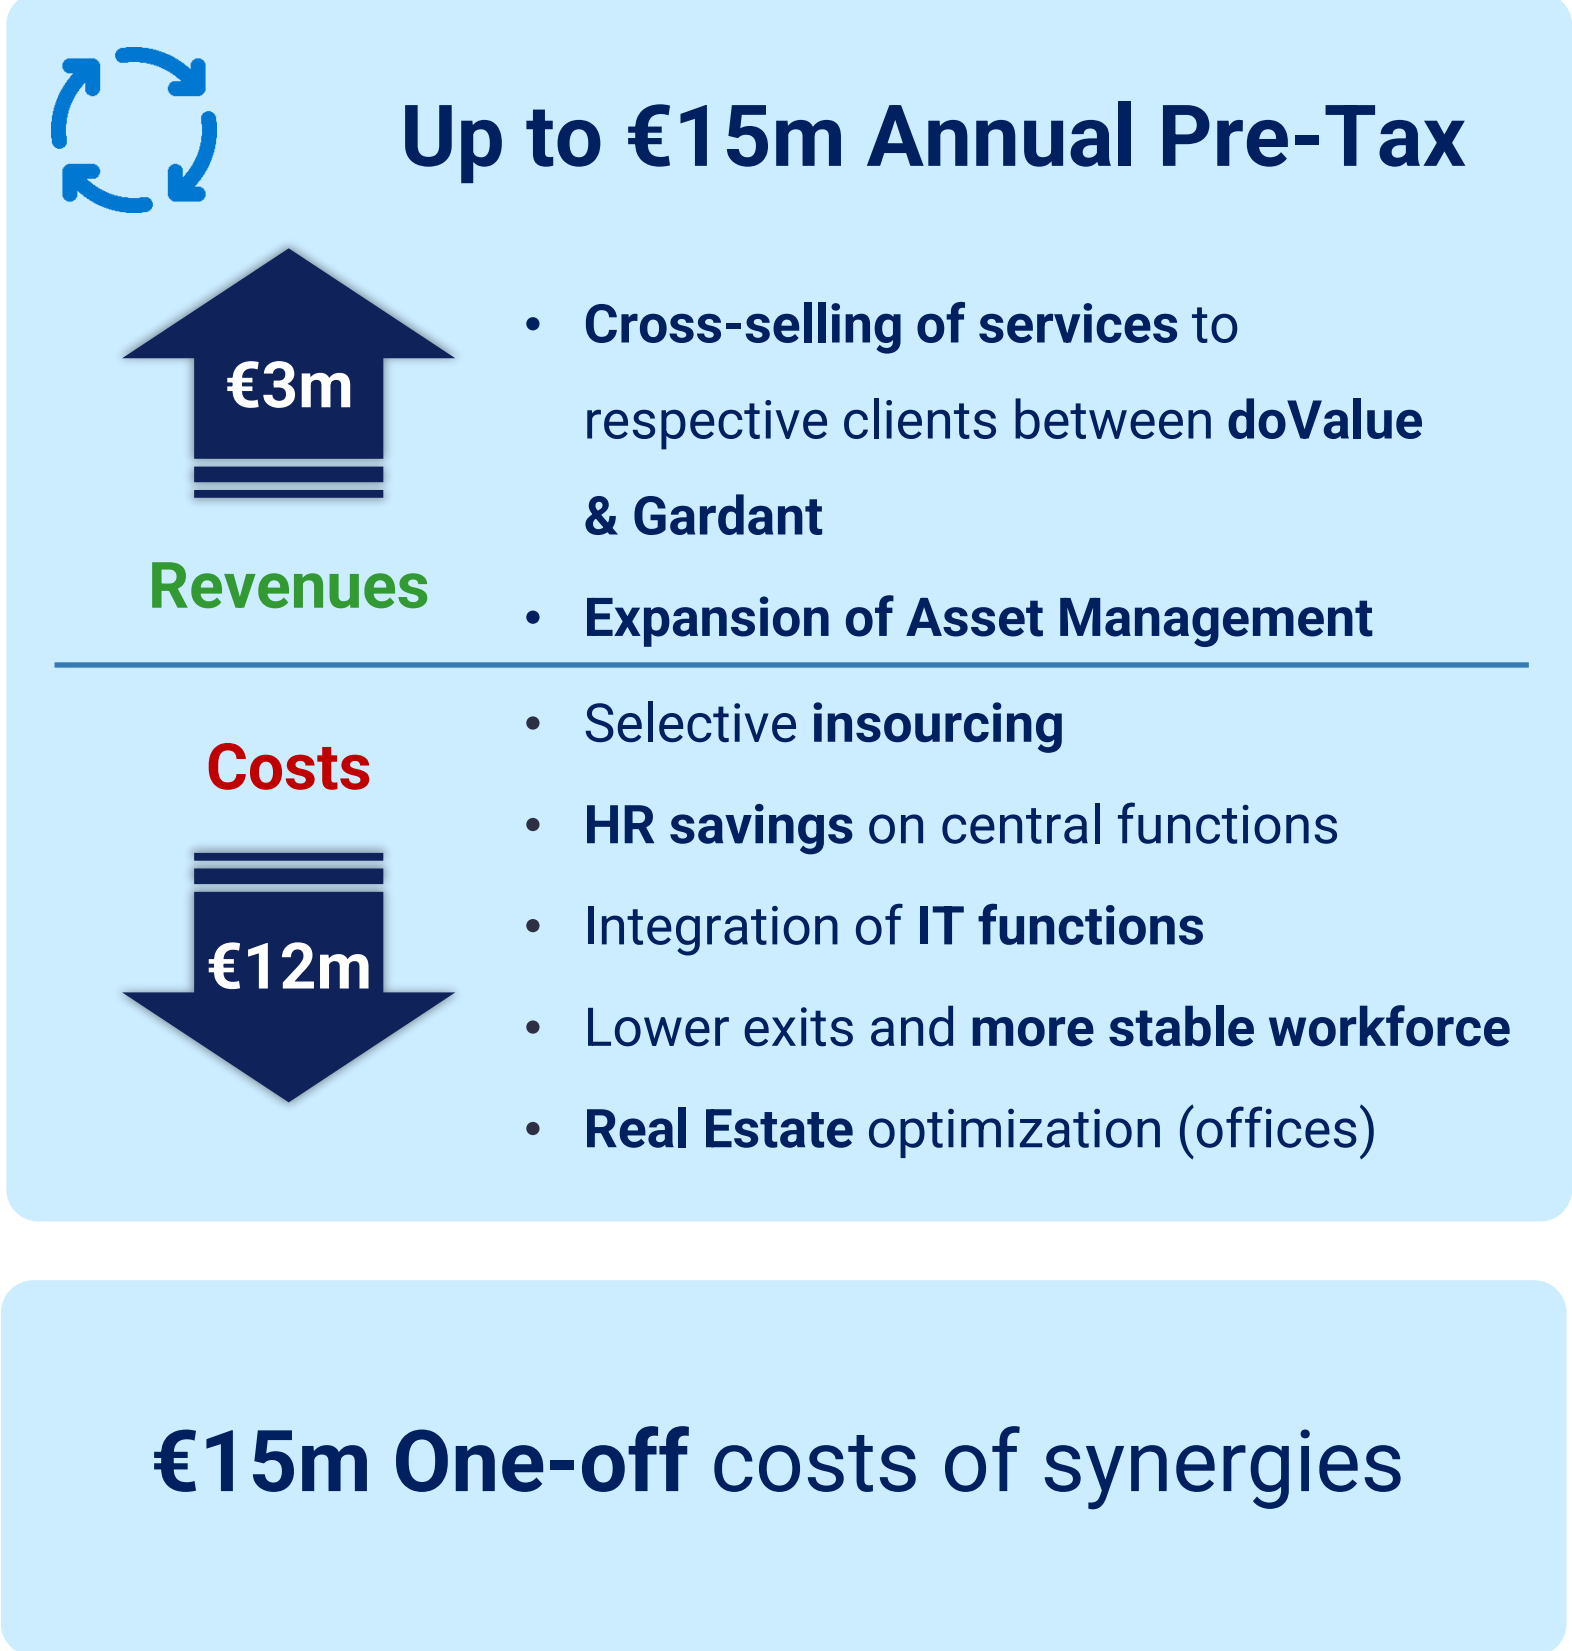 Up to €15m Annual Pre-Tax
€3m
Revenues
• Cross-selling of services to
respective clients between doValue
& Gardant
• Expansion of Asset Management
Costs
€12m
• Selective insourcing
• HR savings on central functions
• Integration of IT functions
• Lower exits and more stable workforce
• Real Estate optimization (offices)
€15m One-off costs of synergies